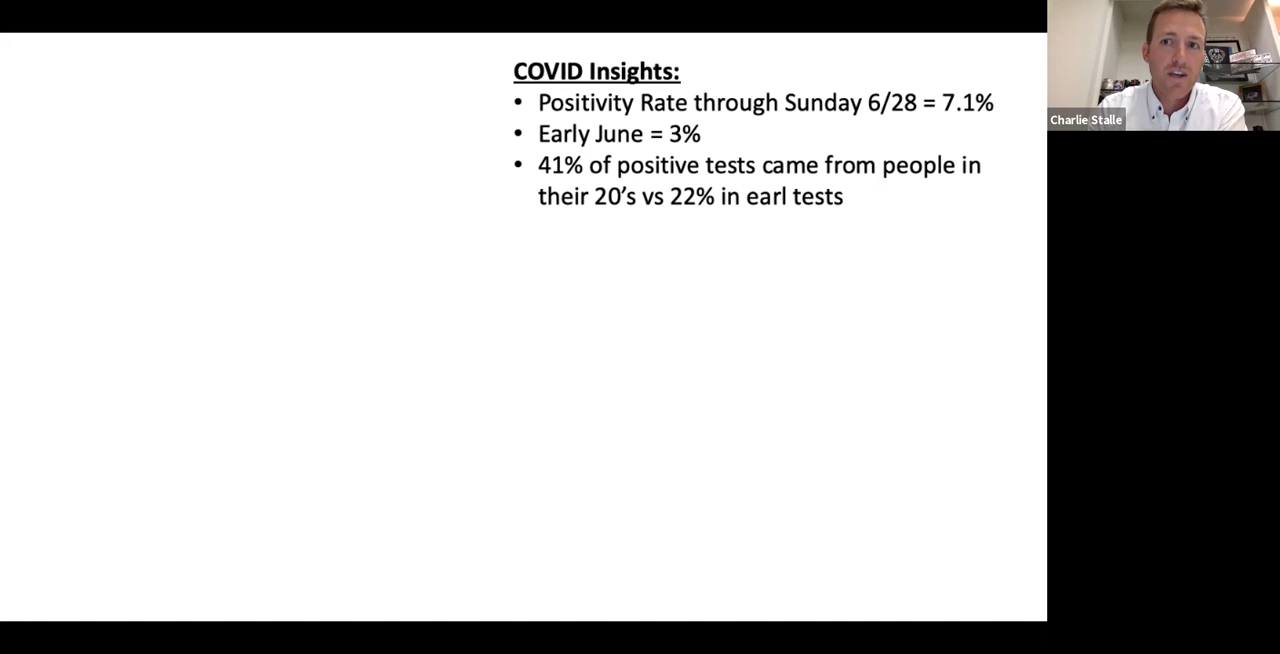 COVID Insights:
• Positivity Rate through Sunday 6/28 = 7.1%
• Early June = 3%
• 41% of positive tests came from people in
their 20’s vs 22% in earl tests
Charlie Stalle